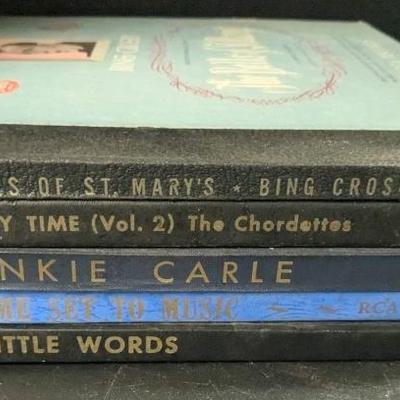 S OF ST. MARY'S ★ BING CROS
Y TIME (Vol. 2) The Chordettes
NKIE CARLE
ME SET TO MUSIC RCA
ITTLE WORDS